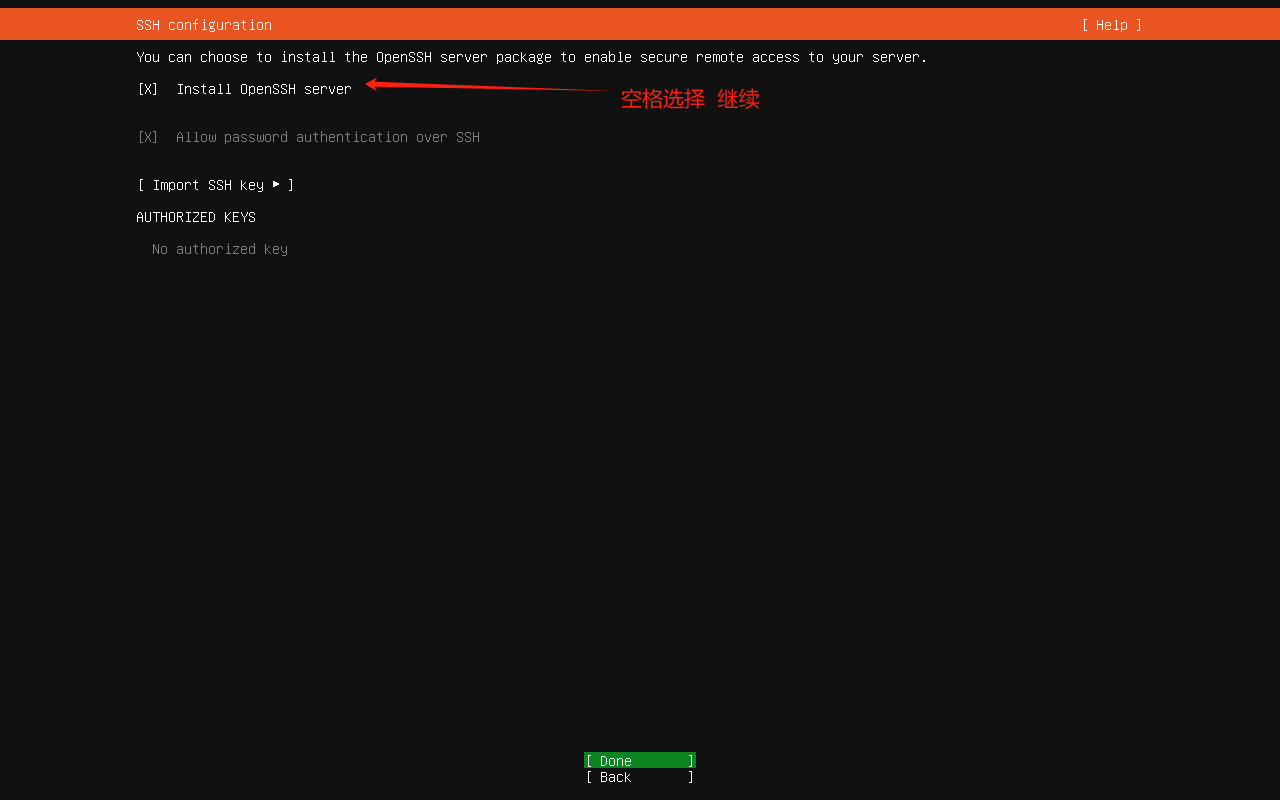 SSH configuration [ Help ]
You can choose to install the OpenSSH server package to enable secure remote access to your server.
[X] Install OpenSSH server
空格选择 继续
[X] Allow password authentication over SSH
[ Import SSH key ▸ ]
AUTHORIZED KEYS
No authorized key
[ Done ]
[ Back ]